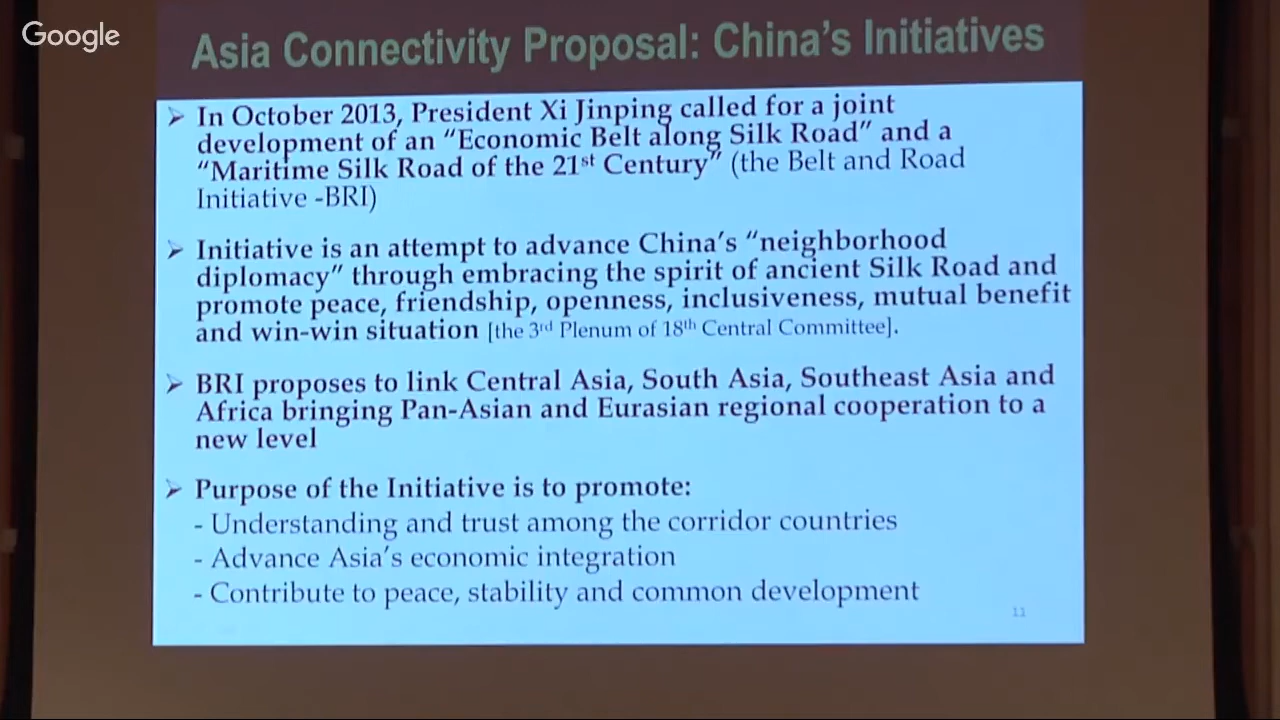 Google
Asia Connectivity Proposal: China's Initiatives
➢ In October 2013, President Xi Jinping called for a joint
development of an “Economic Belt along Silk Road” and a
“Maritime Silk Road of the 21st Century” (the Belt and Road
Initiative -BRI)
➢ Initiative is an attempt to advance China's “neighborhood
diplomacy” through embracing the spirit of ancient Silk Road and
promote peace, friendship, openness, inclusiveness, mutual benefit
and win-win situation [the 3rd Plenum of 18th Central Committee].
➢ BRI proposes to link Central Asia, South Asia, Southeast Asia and
Africa bringing Pan-Asian and Eurasian regional cooperation to a
new level
➢ Purpose of the Initiative is to promote:
- Understanding and trust among the corridor countries
- Advance Asia's economic integration
- Contribute to peace, stability and common development
11